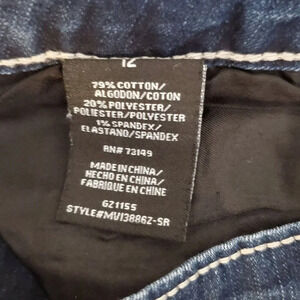 12
79% COTTON/
ALGODON/COTON
20% POLYESTER/
POLIESTER/POLYESTER
1% SPANDEX/
ELASTANO/SPANDEX
RN# 73149
MADE IN CHINA/
HECHO EN CHINA/
FABRIQUE EN CHINE
621155
STYLE#MV13886Z-SR